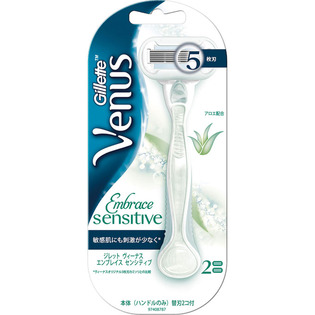 Gillette™
Venus
5枚刃
アロエ配合
Embrace
sensitive
敏感肌にも刺激が少なく*
ジレット ヴィーナス
エンブレイス センシティブ
2
本体(ハンドルのみ) 替刃2コ付
97408787